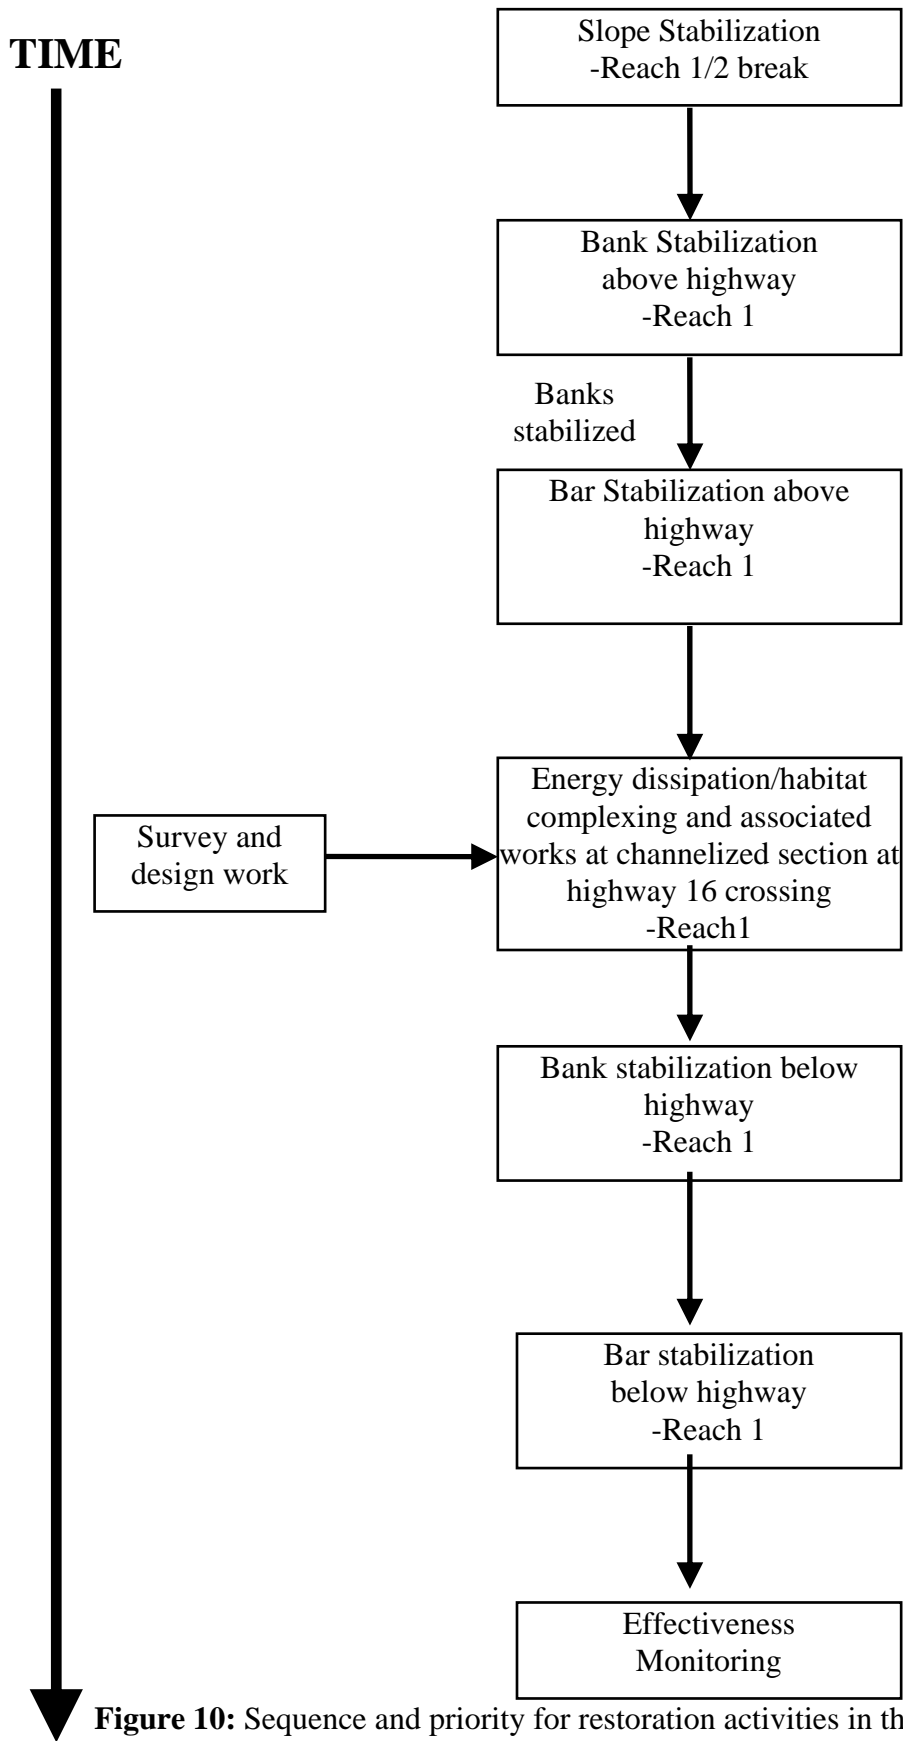 TIME
Slope Stabilization
-Reach 1/2 break
Bank Stabilization
above highway
-Reach 1
Banks
stabilized
Bar Stabilization above
highway
-Reach 1
Survey and
design work
Energy dissipation/habitat
complexing and associated
works at channelized section at
highway 16 crossing
-Reach1
Bank stabilization below
highway
-Reach 1
Bar stabilization
below highway
-Reach 1
Effectiveness
Monitoring
Figure 10: Sequence and priority for restoration activities in th